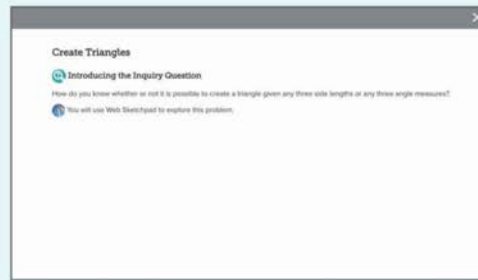 Create Triangles
Introducing the Inquiry Question
How do you know whether or not it is possible to create a triangle given any three side lengths or any three angle measures?
You will use Web Sketchpad to explore this problem.